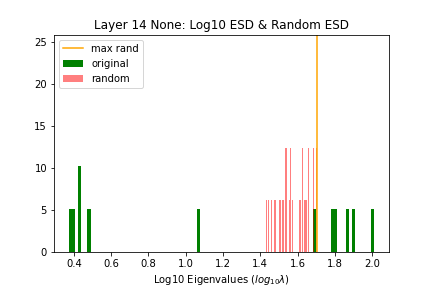 Layer 14 None: Log10 ESD & Random ESD
max rand
original
random
25
20
15
10
5
0
0.4 0.6 0.8 1.0 1.2 1.4 1.6 1.8 2.0
Log10 Eigenvalues (log₁₀λ)